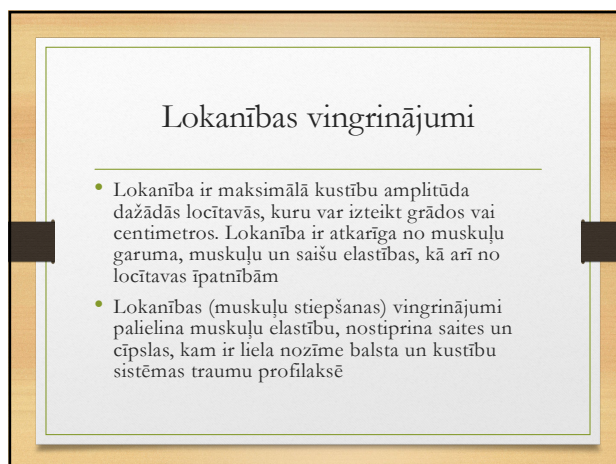 Lokanības vingrinājumi
• Lokanība ir maksimālā kustību amplitūda
dažādās locītavās, kuru var izteikt grādos vai
centimetros. Lokanība ir atkarīga no muskuļu
garuma, muskuļu un saišu elastības, kā arī no
locītavas īpatnībām
• Lokanības (muskuļu stiepšanas) vingrinājumi
palielina muskuļu elastību, nostiprina saites un
cīpslas, kam ir liela nozīme balsta un kustību
sistēmas traumu profilaksē